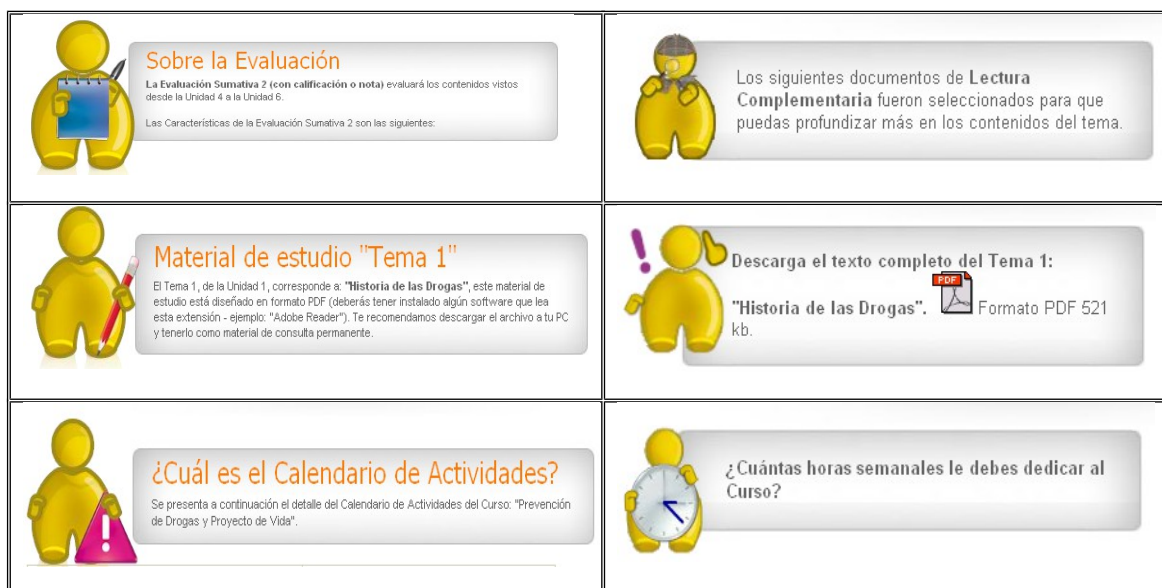 Sobre la Evaluación
La Evaluación Sumativa 2 (con calificación o nota) evaluará los contenidos vistos
desde la Unidad 4 a la Unidad 6.
Las Características de la Evaluación Sumativa 2 son las siguientes:
Los siguientes documentos de Lectura
Complementaria fueron seleccionados para que
puedas profundizar más en los contenidos del tema.
Material de estudio "Tema 1"
El Tema 1, de la Unidad 1, corresponde a: "Historia de las Drogas", este material de
estudio está diseñado en formato PDF (deberás tener instalado algún software que lea
esta extensión - ejemplo: "Adobe Reader"). Te recomendamos descargar el archivo a tu PC
y tenerlo como material de consulta permanente.
Descarga el texto completo del Tema 1:
"Historia de las Drogas". PDF Formato PDF 521
kb.
¿Cuál es el Calendario de Actividades?
Se presenta a continuación el detalle del Calendario de Actividades del Curso: "Prevención
de Drogas y Proyecto de Vida".
¿Cuántas horas semanales le debes dedicar al
Curso?